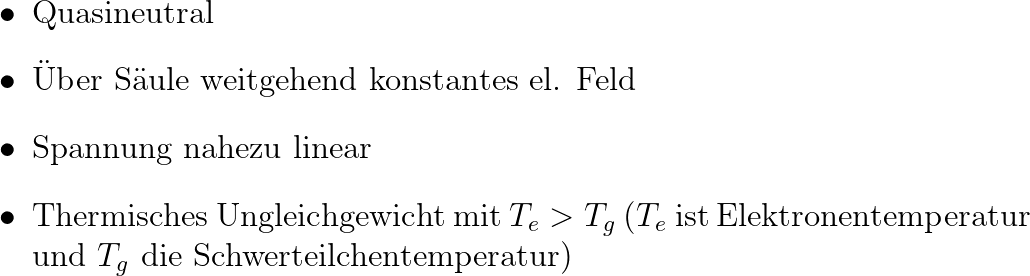 • Quasineutral
• Über Säule weitgehend konstantes el. Feld
• Spannung nahezu linear
• Thermisches Ungleichgewicht mit $T_e > T_g$ ($T_e$ ist Elektronentemperatur
und $T_g$ die Schwerteilchentemperatur)